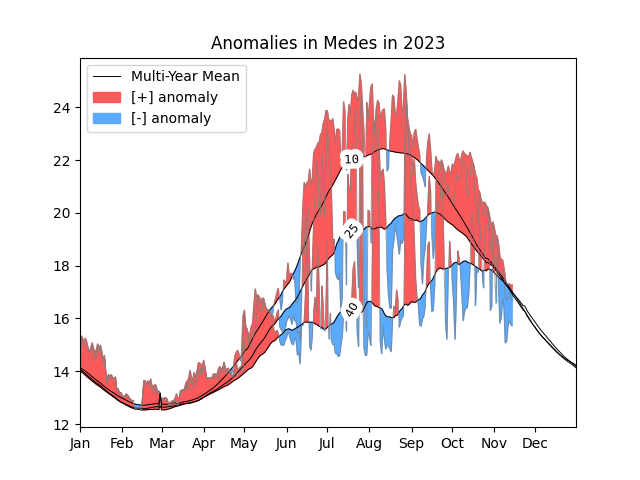 Anomalies in Medes in 2023
Multi-Year Mean
[+] anomaly
[-] anomaly
24
22
20
18
16
14
12
10
25
40
Jan Feb Mar Apr May Jun Jul Aug Sep Oct Nov Dec